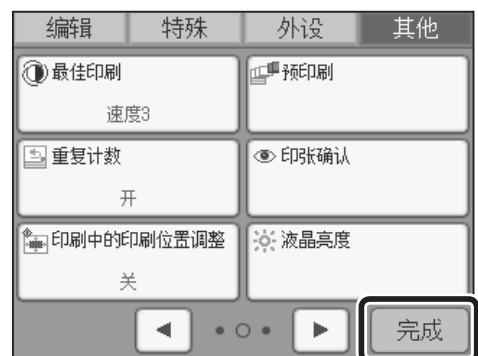 编辑 特殊 外设 其他
最佳印刷 预印刷
速度3
重复计数 印张确认
开
印刷中的印刷位置调整 液晶亮度
关
完成